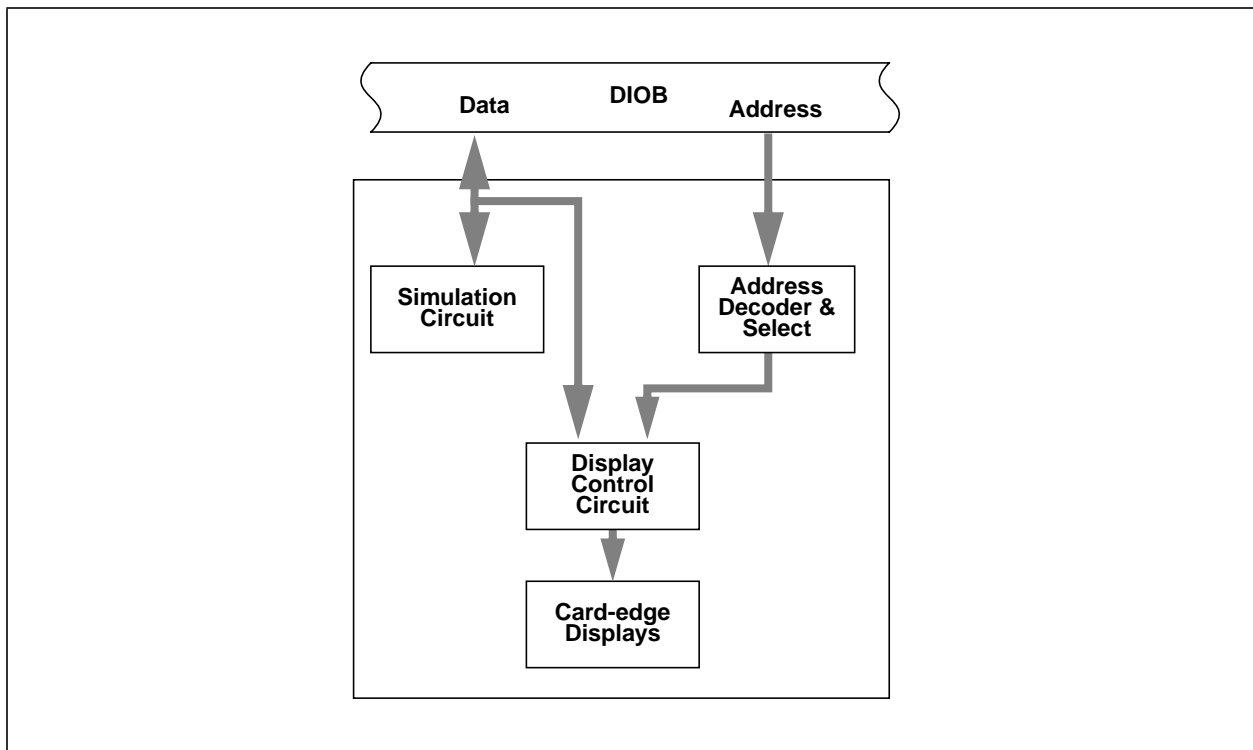 DIOB
Data
Address
Simulation
Circuit
Address
Decoder &
Select
Display
Control
Circuit
Card-edge
Displays